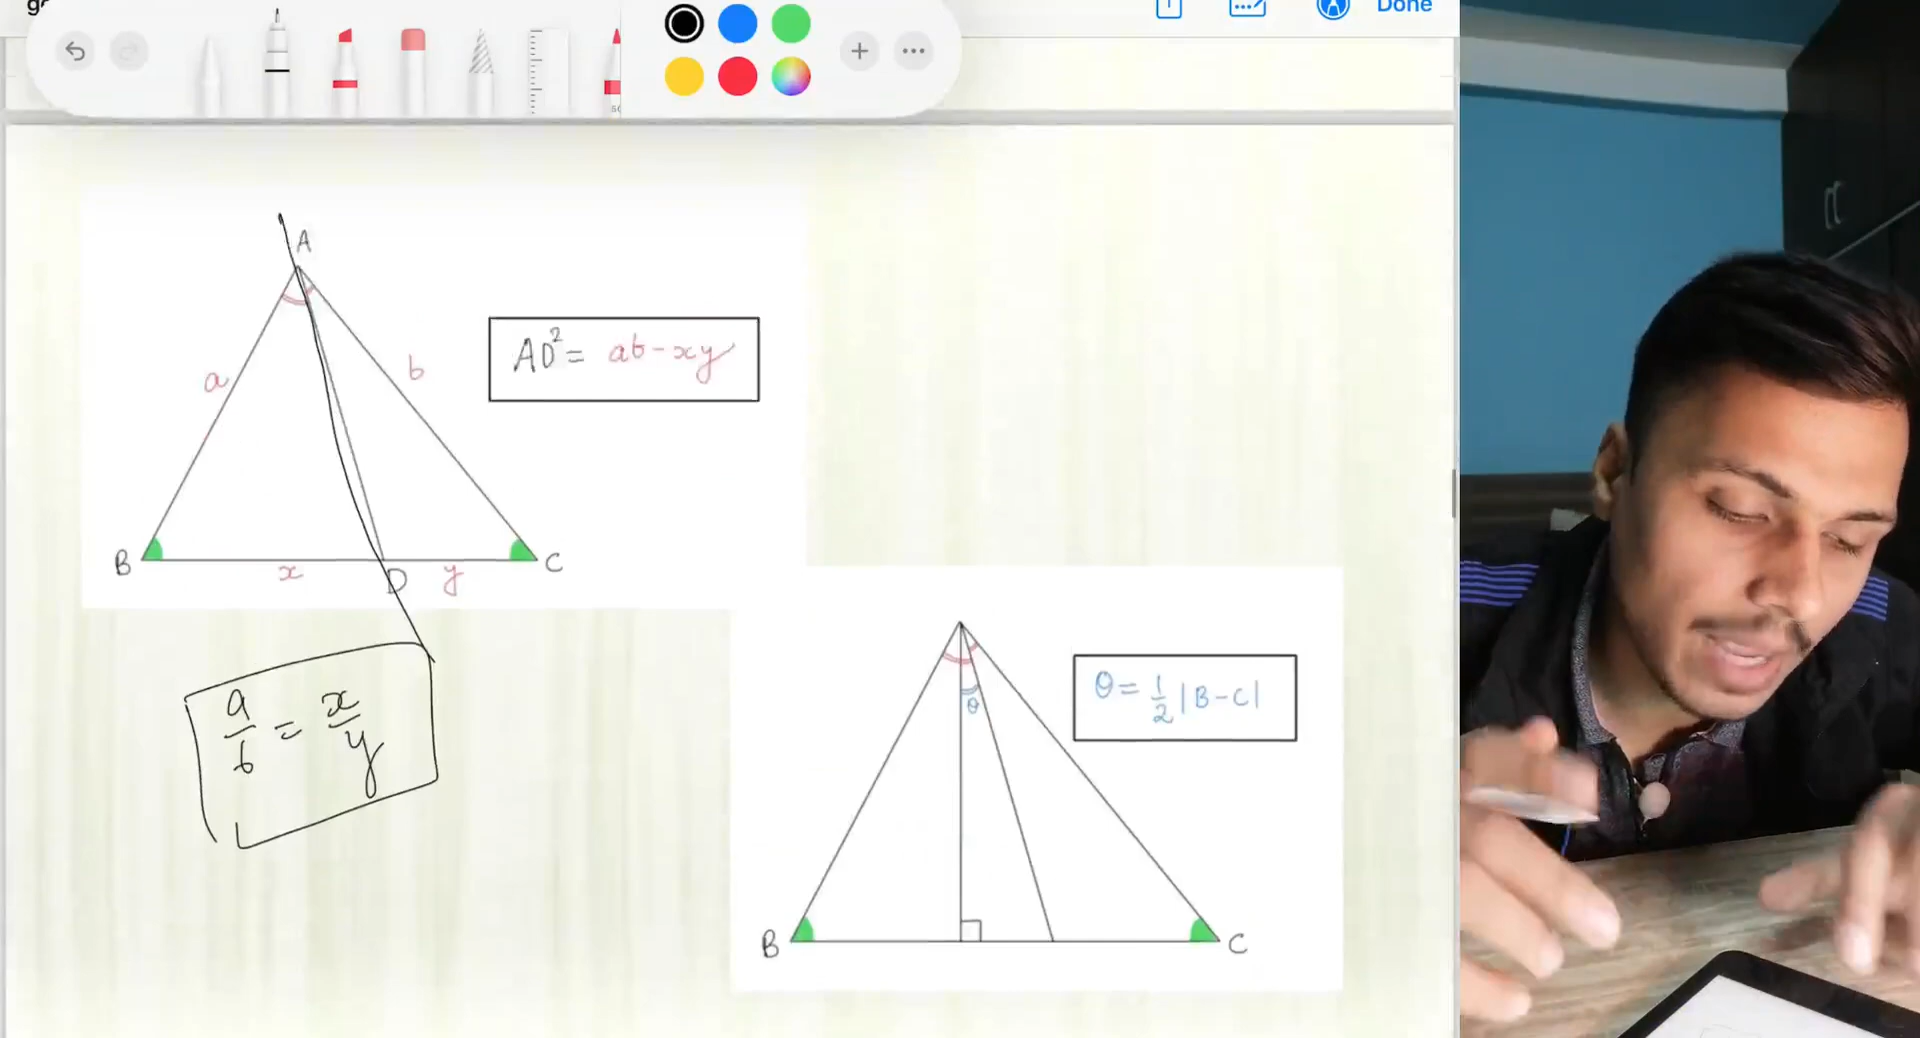 Done
A
a
b
AD² = ab - xy
B
x
D
y
C
a/b = x/y
θ
θ = 1/2 |B-C|
B
C